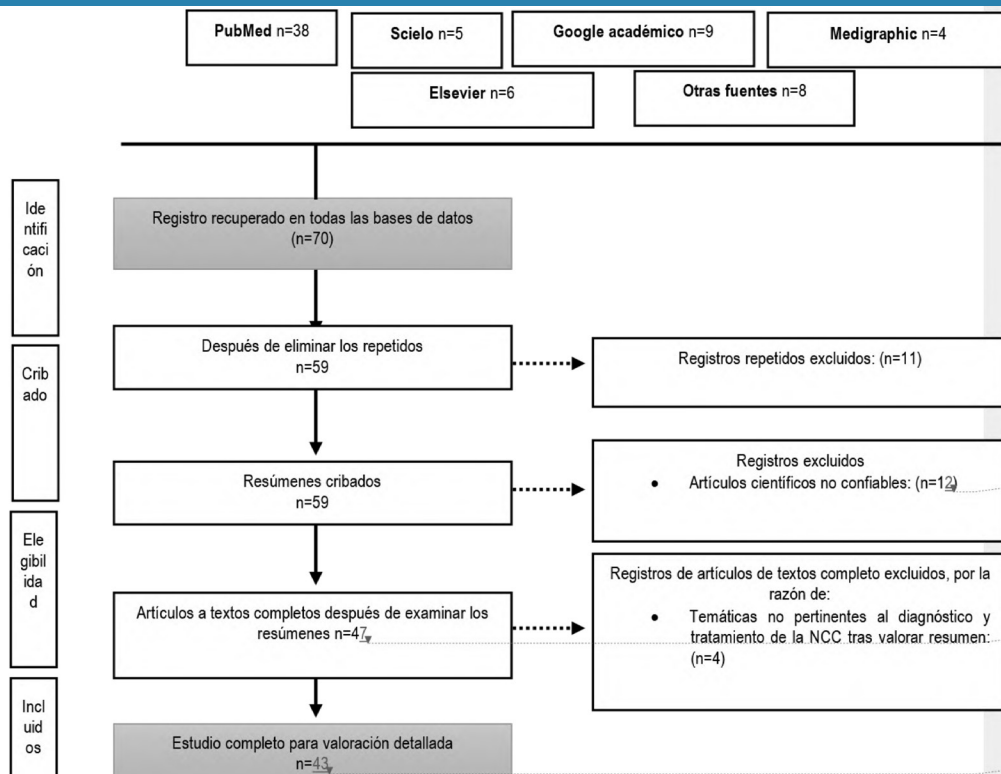 PubMed n=38
Scielo n=5
Google académico n=9
Medigraphic n=4
Elsevier n=6
Otras fuentes n=8
Ide
ntifi
caci
ón
Registro recuperado en todas las bases de datos
(n=70)
Crib
ado
Después de eliminar los repetidos
n=59
Registros repetidos excluidos: (n=11)
Resúmenes cribados
n=59
Registros excluidos
• Artículos científicos no confiables: (n=12)
Ele
gibil
ida
d
Artículos a textos completos después de examinar los
resúmenes n=47
Registros de artículos de textos completo excluidos, por la
razón de:
• Temáticas no pertinentes al diagnóstico y
tratamiento de la NCC tras valorar resumen:
(n=4)
Incl
uid
os
Estudio completo para valoración detallada
n=43